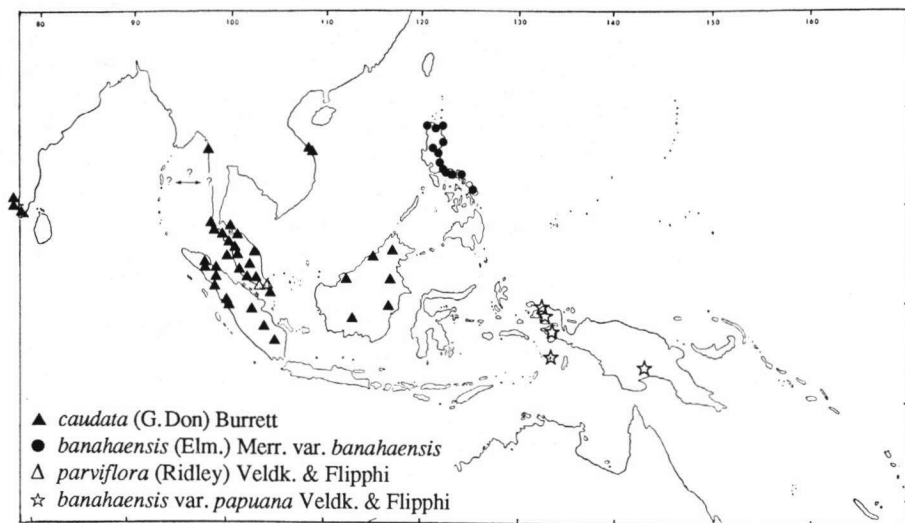 80 90 100 110 120 130 140 150 160
?
? ?
▲ caudata (G. Don) Burrett
● banahaensis (Elm.) Merr. var. banahaensis
△ parviflora (Ridley) Veldk. & Flipphi
☆ banahaensis var. papuana Veldk. & Flipphi